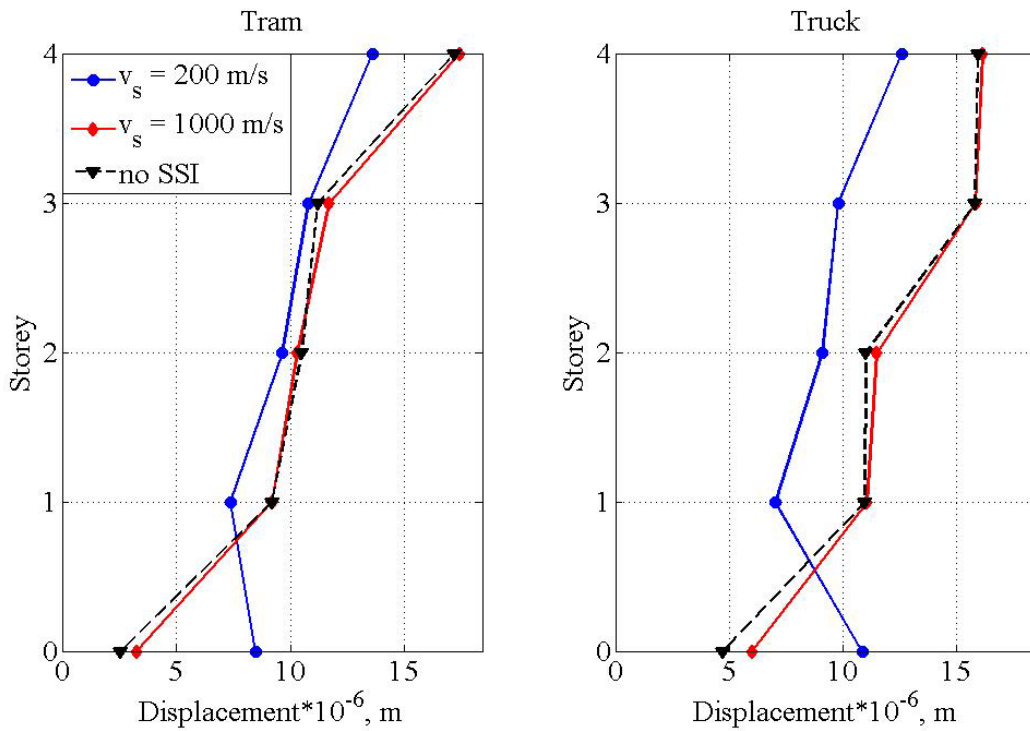 Tram
4
3
2
1
0
Storey
v_s = 200 m/s
v_s = 1000 m/s
no SSI
0 5 10 15
Displacement*10^-6, m
Truck
4
3
2
1
0
Storey
0 5 10 15
Displacement*10^-6, m